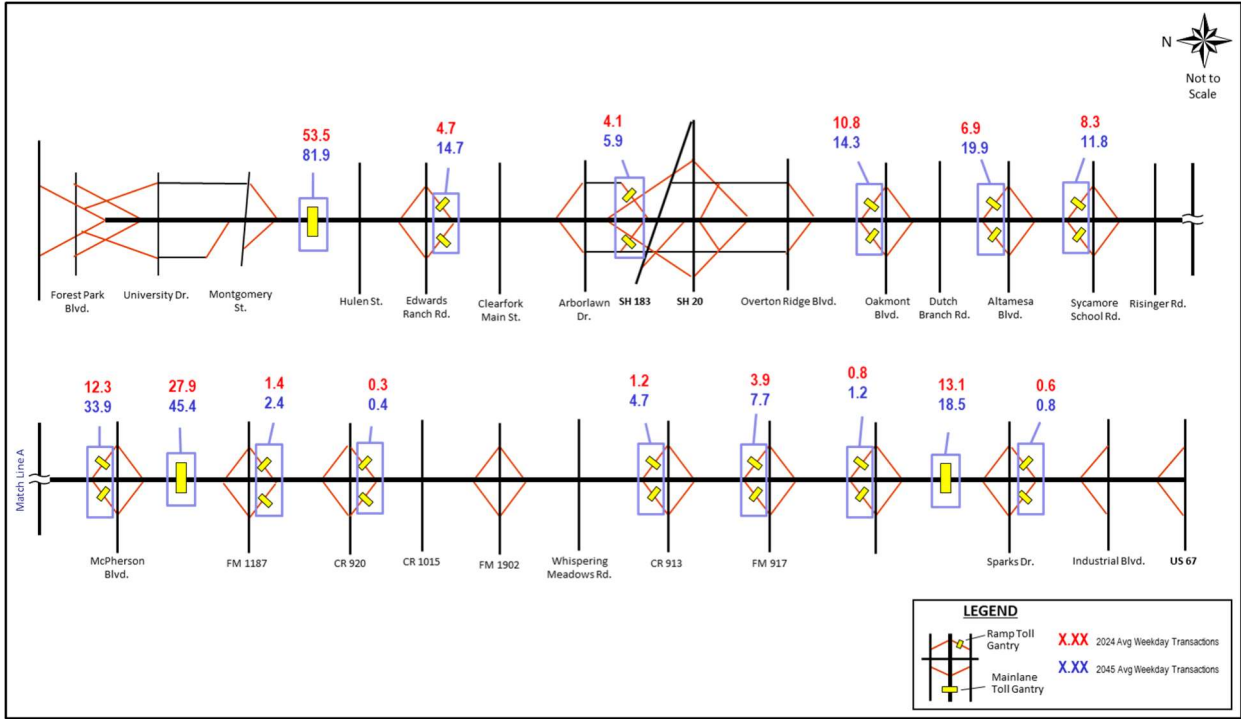 N
Not to
Scale
53.5
81.9
4.7
14.7
4.1
5.9
10.8
14.3
6.9
19.9
8.3
11.8
Forest Park
Blvd.
University Dr.
Montgomery
St.
Hulen St.
Edwards
Ranch Rd.
Clearfork
Main St.
Arborlawn
Dr.
SH 183
SH 20
Overton Ridge Blvd.
Oakmont
Blvd.
Dutch
Branch Rd.
Altamesa
Blvd.
Sycamore
School Rd.
Risinger Rd.
12.3
33.9
27.9
45.4
1.4
2.4
0.3
0.4
1.2
4.7
3.9
7.7
0.8
1.2
13.1
18.5
0.6
0.8
Match Line A
McPherson
Blvd.
FM 1187
CR 920
CR 1015
FM 1902
Whispering
Meadows Rd.
CR 913
FM 917
Sparks Dr.
Industrial Blvd.
US 67
LEGEND
Ramp Toll
Gantry
Mainlane
Toll Gantry
X.XX 2024 Avg Weekday Transactions
X.XX 2045 Avg Weekday Transactions